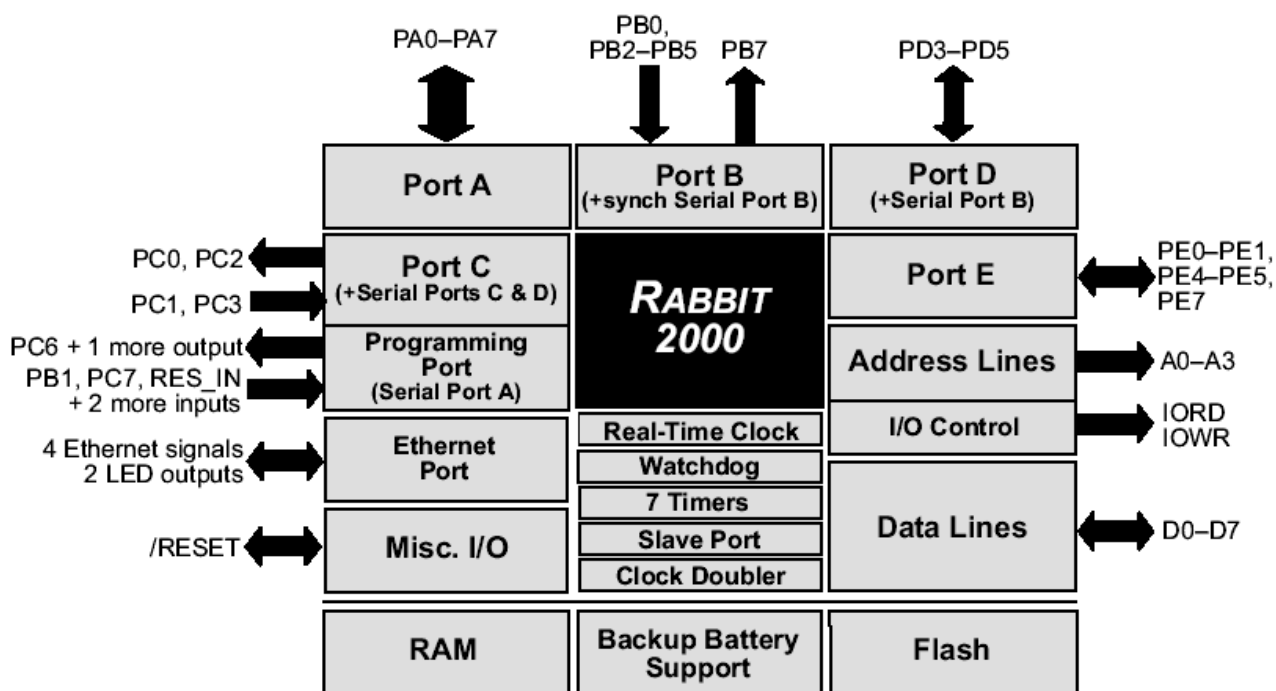 PA0–PA7
PB0,
PB2–PB5
PB7
PD3–PD5
Port A
Port B
(+synch Serial Port B)
Port D
(+Serial Port B)
PC0, PC2
PC1, PC3
Port C
(+Serial Ports C & D)
RABBIT
2000
Port E
PE0–PE1,
PE4–PE5,
PE7
PC6 + 1 more output
PB1, PC7, RES_IN
+ 2 more inputs
Programming
Port
(Serial Port A)
Address Lines
A0–A3
I/O Control
IORD
IOWR
4 Ethernet signals
2 LED outputs
Ethernet
Port
Real-Time Clock
Watchdog
7 Timers
Slave Port
Clock Doubler
Data Lines
D0–D7
/RESET
Misc. I/O
RAM
Backup Battery
Support
Flash